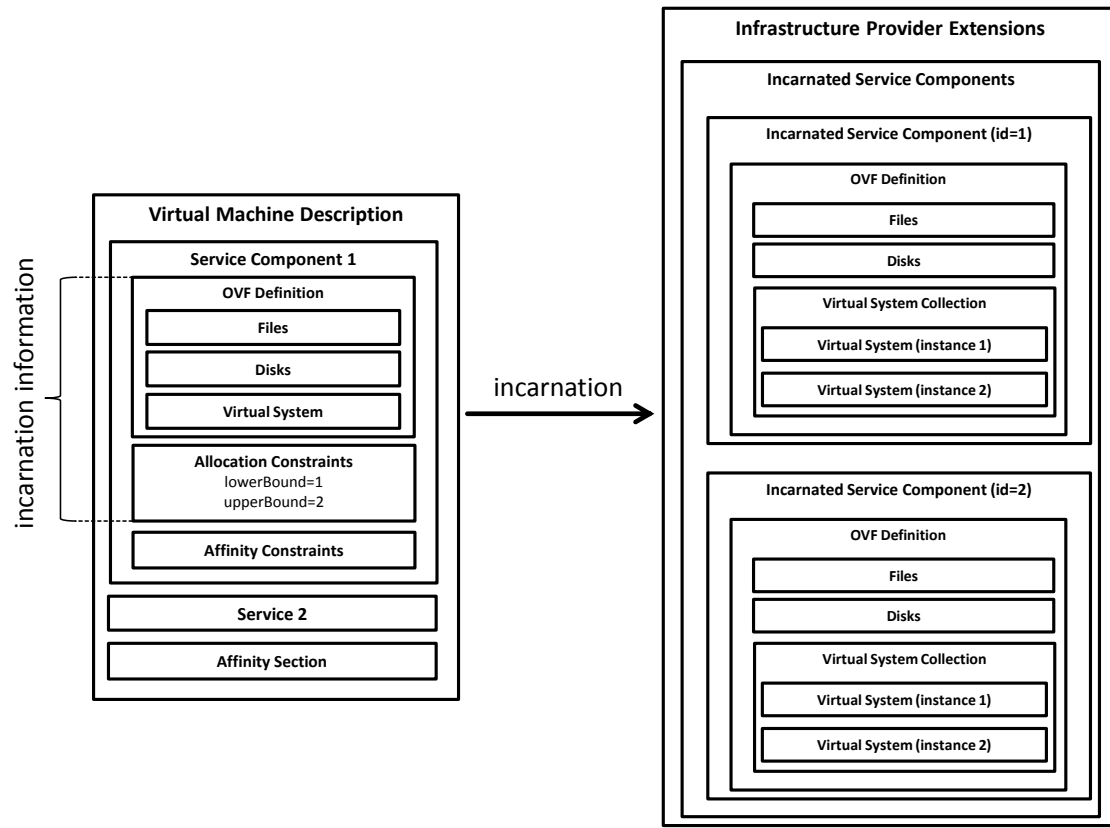 incarnation information
Virtual Machine Description
Service Component 1
OVF Definition
Files
Disks
Virtual System
Allocation Constraints
lowerBound=1
upperBound=2
Affinity Constraints
Service 2
Affinity Section
incarnation
Infrastructure Provider Extensions
Incarnated Service Components
Incarnated Service Component (id=1)
OVF Definition
Files
Disks
Virtual System Collection
Virtual System (instance 1)
Virtual System (instance 2)
Incarnated Service Component (id=2)
OVF Definition
Files
Disks
Virtual System Collection
Virtual System (instance 1)
Virtual System (instance 2)